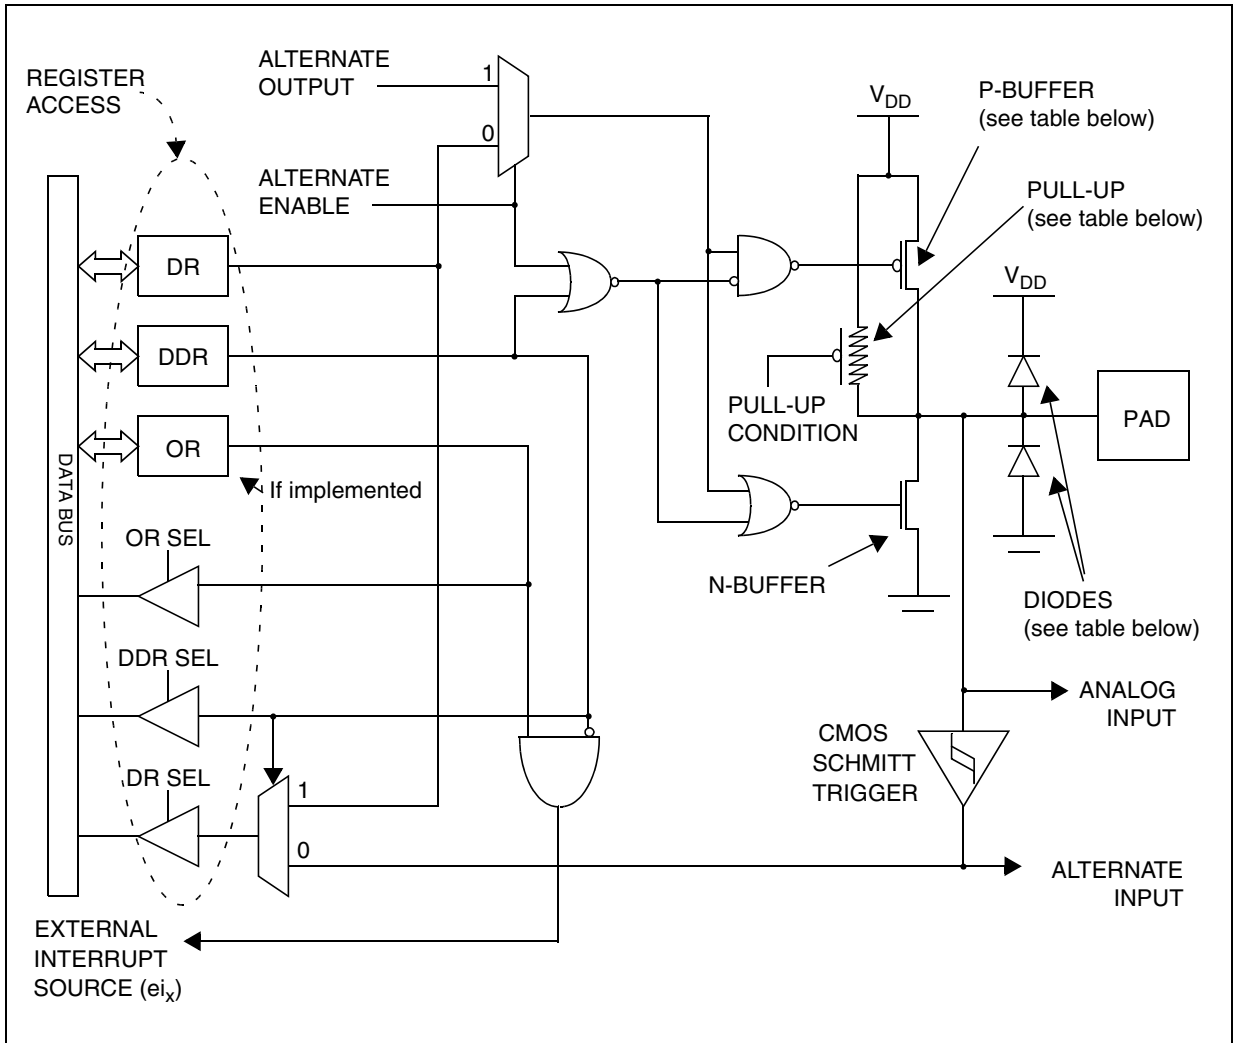 REGISTER
ACCESS
ALTERNATE
OUTPUT
1
0
ALTERNATE
ENABLE
VDD
P-BUFFER
(see table below)
PULL-UP
(see table below)
VDD
DR
DDR
OR
If implemented
DATA BUS
PULL-UP
CONDITION
PAD
OR SEL
N-BUFFER
DIODES
(see table below)
DDR SEL
ANALOG
INPUT
CMOS
SCHMITT
TRIGGER
DR SEL
1
0
ALTERNATE
INPUT
EXTERNAL
INTERRUPT
SOURCE (eix)